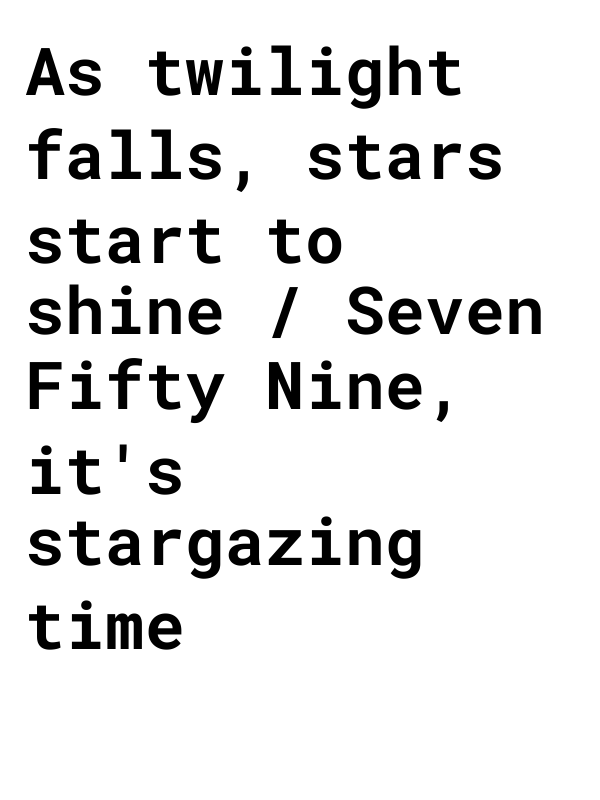 As twilight
falls, stars
start to
shine / Seven
Fifty Nine,
it's
stargazing
time